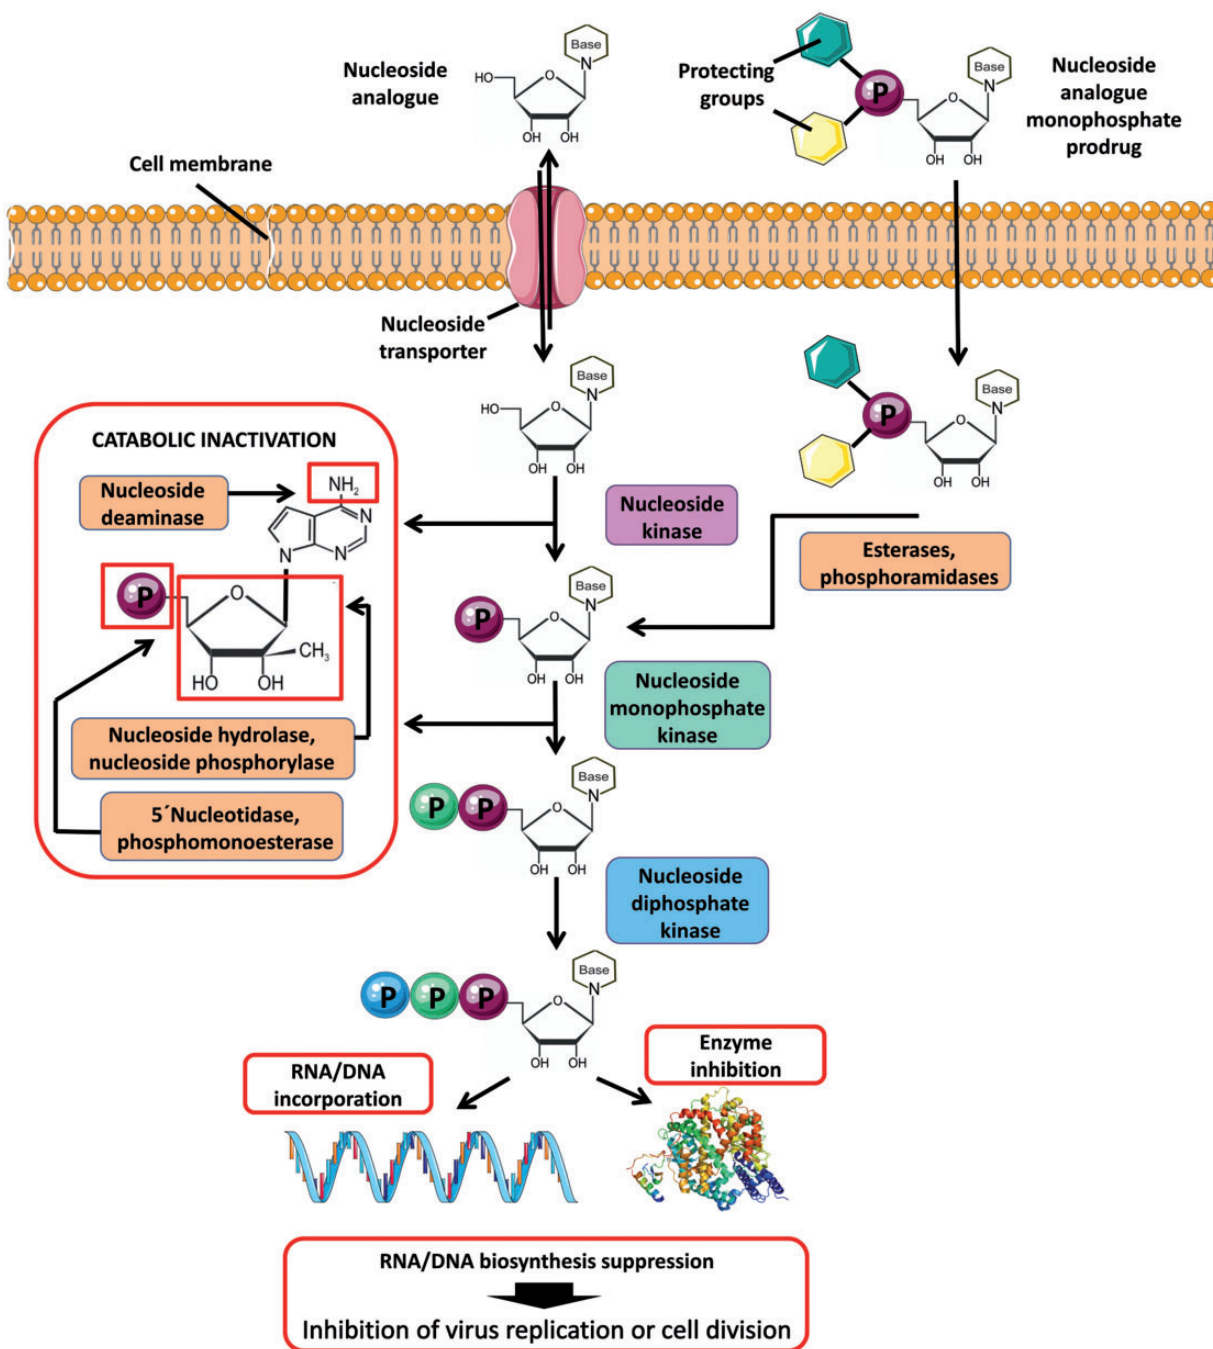 Nucleoside
analogue
Base
N
HO
O
OH OH
Protecting
groups
P
O
Base
N
OH OH
Nucleoside
analogue
monophosphate
prodrug
Cell membrane
Nucleoside
transporter
Base
N
HO
O
OH OH
P
O
Base
N
OH OH
CATABOLIC INACTIVATION
Nucleoside
deaminase
NH2
N
N
N
P
O
CH3
HO
OH
Nucleoside hydrolase,
nucleoside phosphorylase
5´Nucleotidase,
phosphomonoesterase
Nucleoside
kinase
Esterases,
phosphoramidases
Base
N
P
O
OH OH
Nucleoside
monophosphate
kinase
Base
N
P P
O
OH OH
Nucleoside
diphosphate
kinase
Base
N
P P P
O
OH OH
RNA/DNA
incorporation
Enzyme
inhibition
RNA/DNA biosynthesis suppression
Inhibition of virus replication or cell division